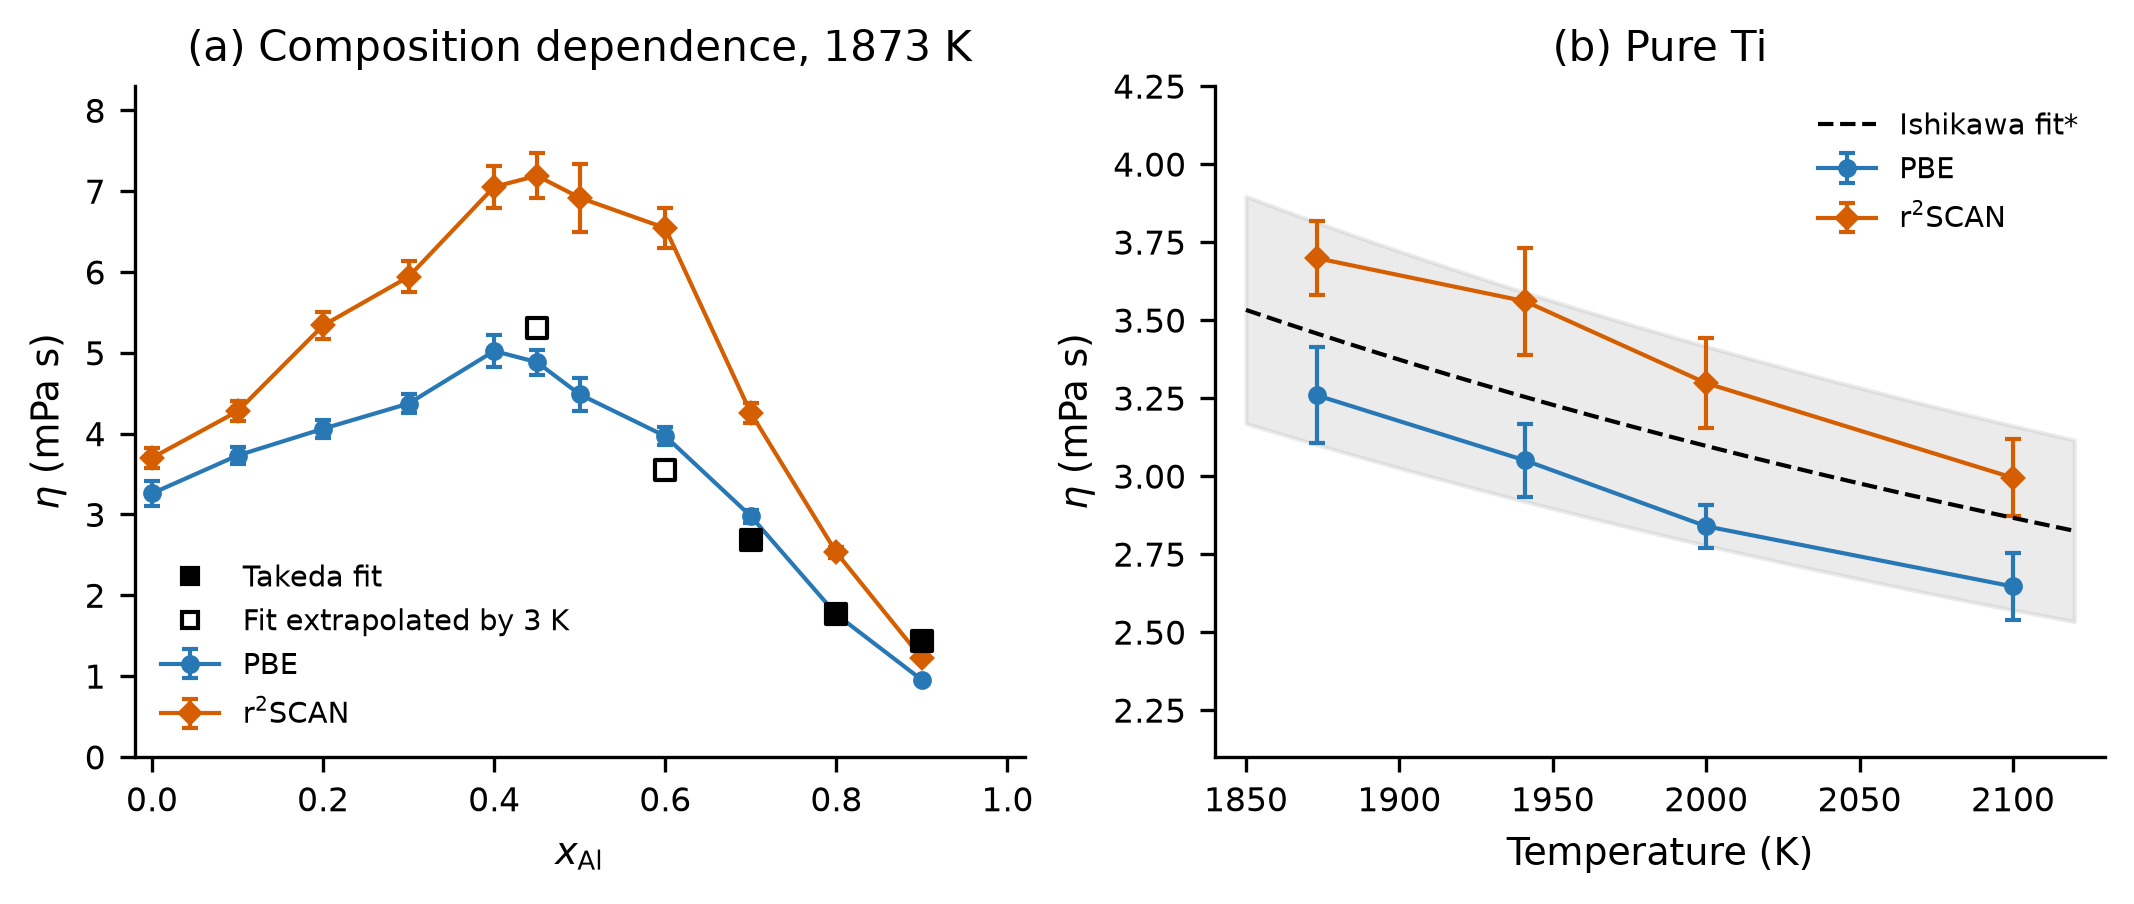 (a) Composition dependence, 1873 K
η (mPa s)
8
7
6
5
4
3
2
1
0
Takeda fit
Fit extrapolated by 3 K
PBE
r²SCAN
0.0 0.2 0.4 0.6 0.8 1.0
x_Al
(b) Pure Ti
η (mPa s)
4.25
4.00
3.75
3.50
3.25
3.00
2.75
2.50
2.25
Ishikawa fit*
PBE
r²SCAN
1850 1900 1950 2000 2050 2100
Temperature (K)